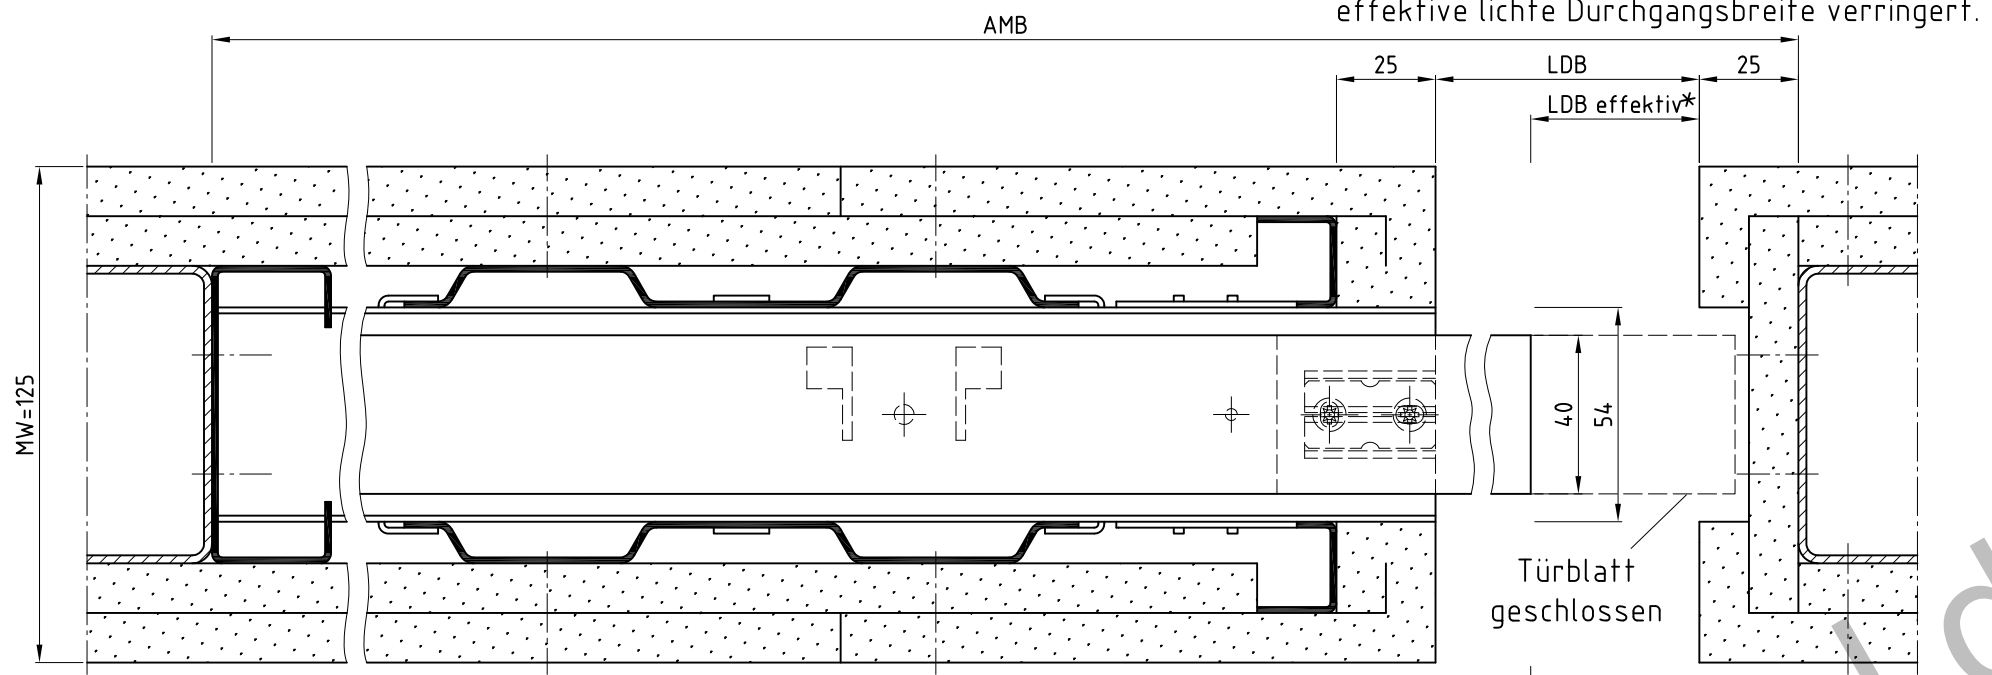 effektive lichte Durchgangsbreite verringert.
AMB
25
LDB
25
LDB effektiv*
MW=125
40
54
Türblatt
geschlossen